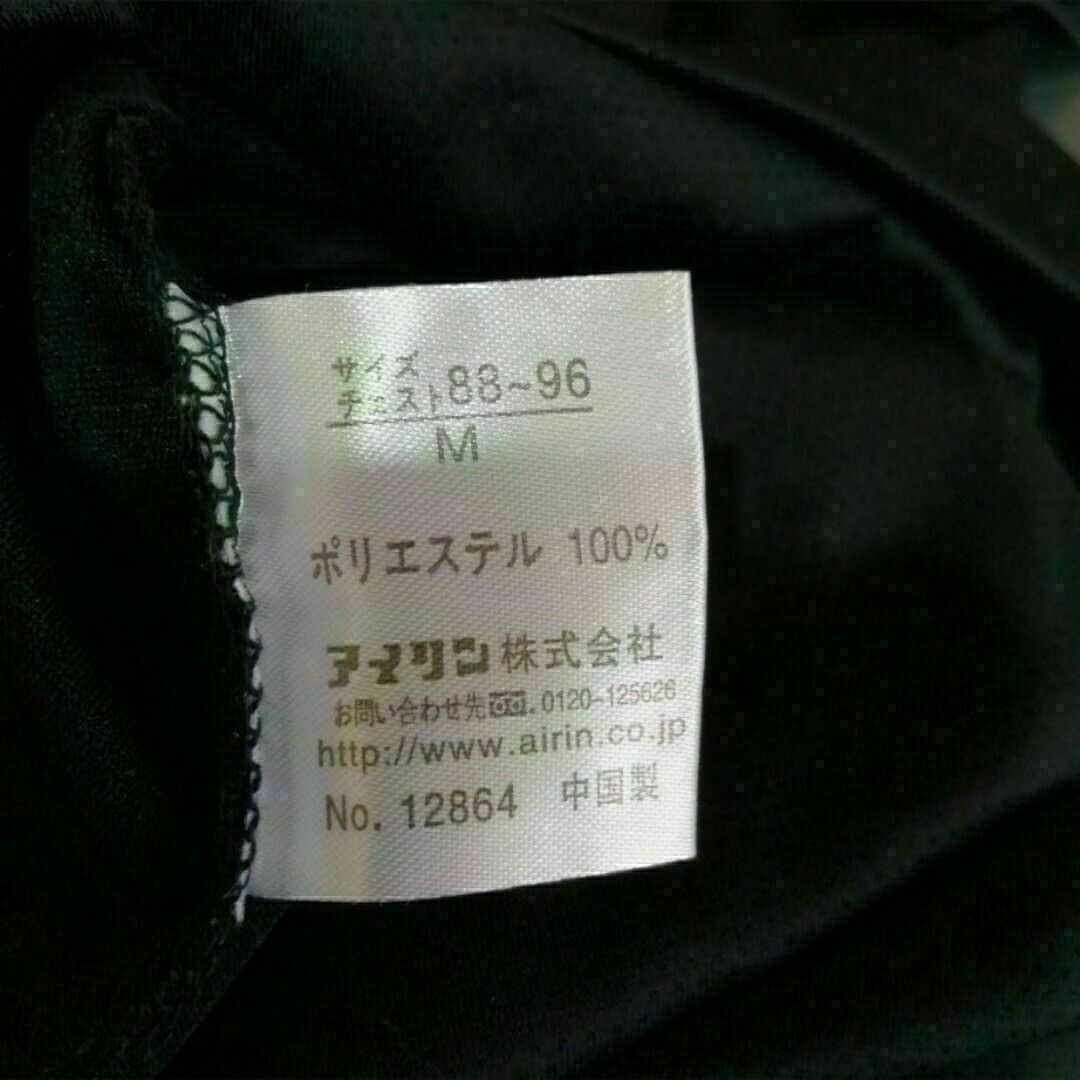 サイズ
チェスト88~96
M
ポリエステル 100%
アイリン株式会社
お問い合わせ先 0120-125626
http://www.airin.co.jp
No. 12864 中国製